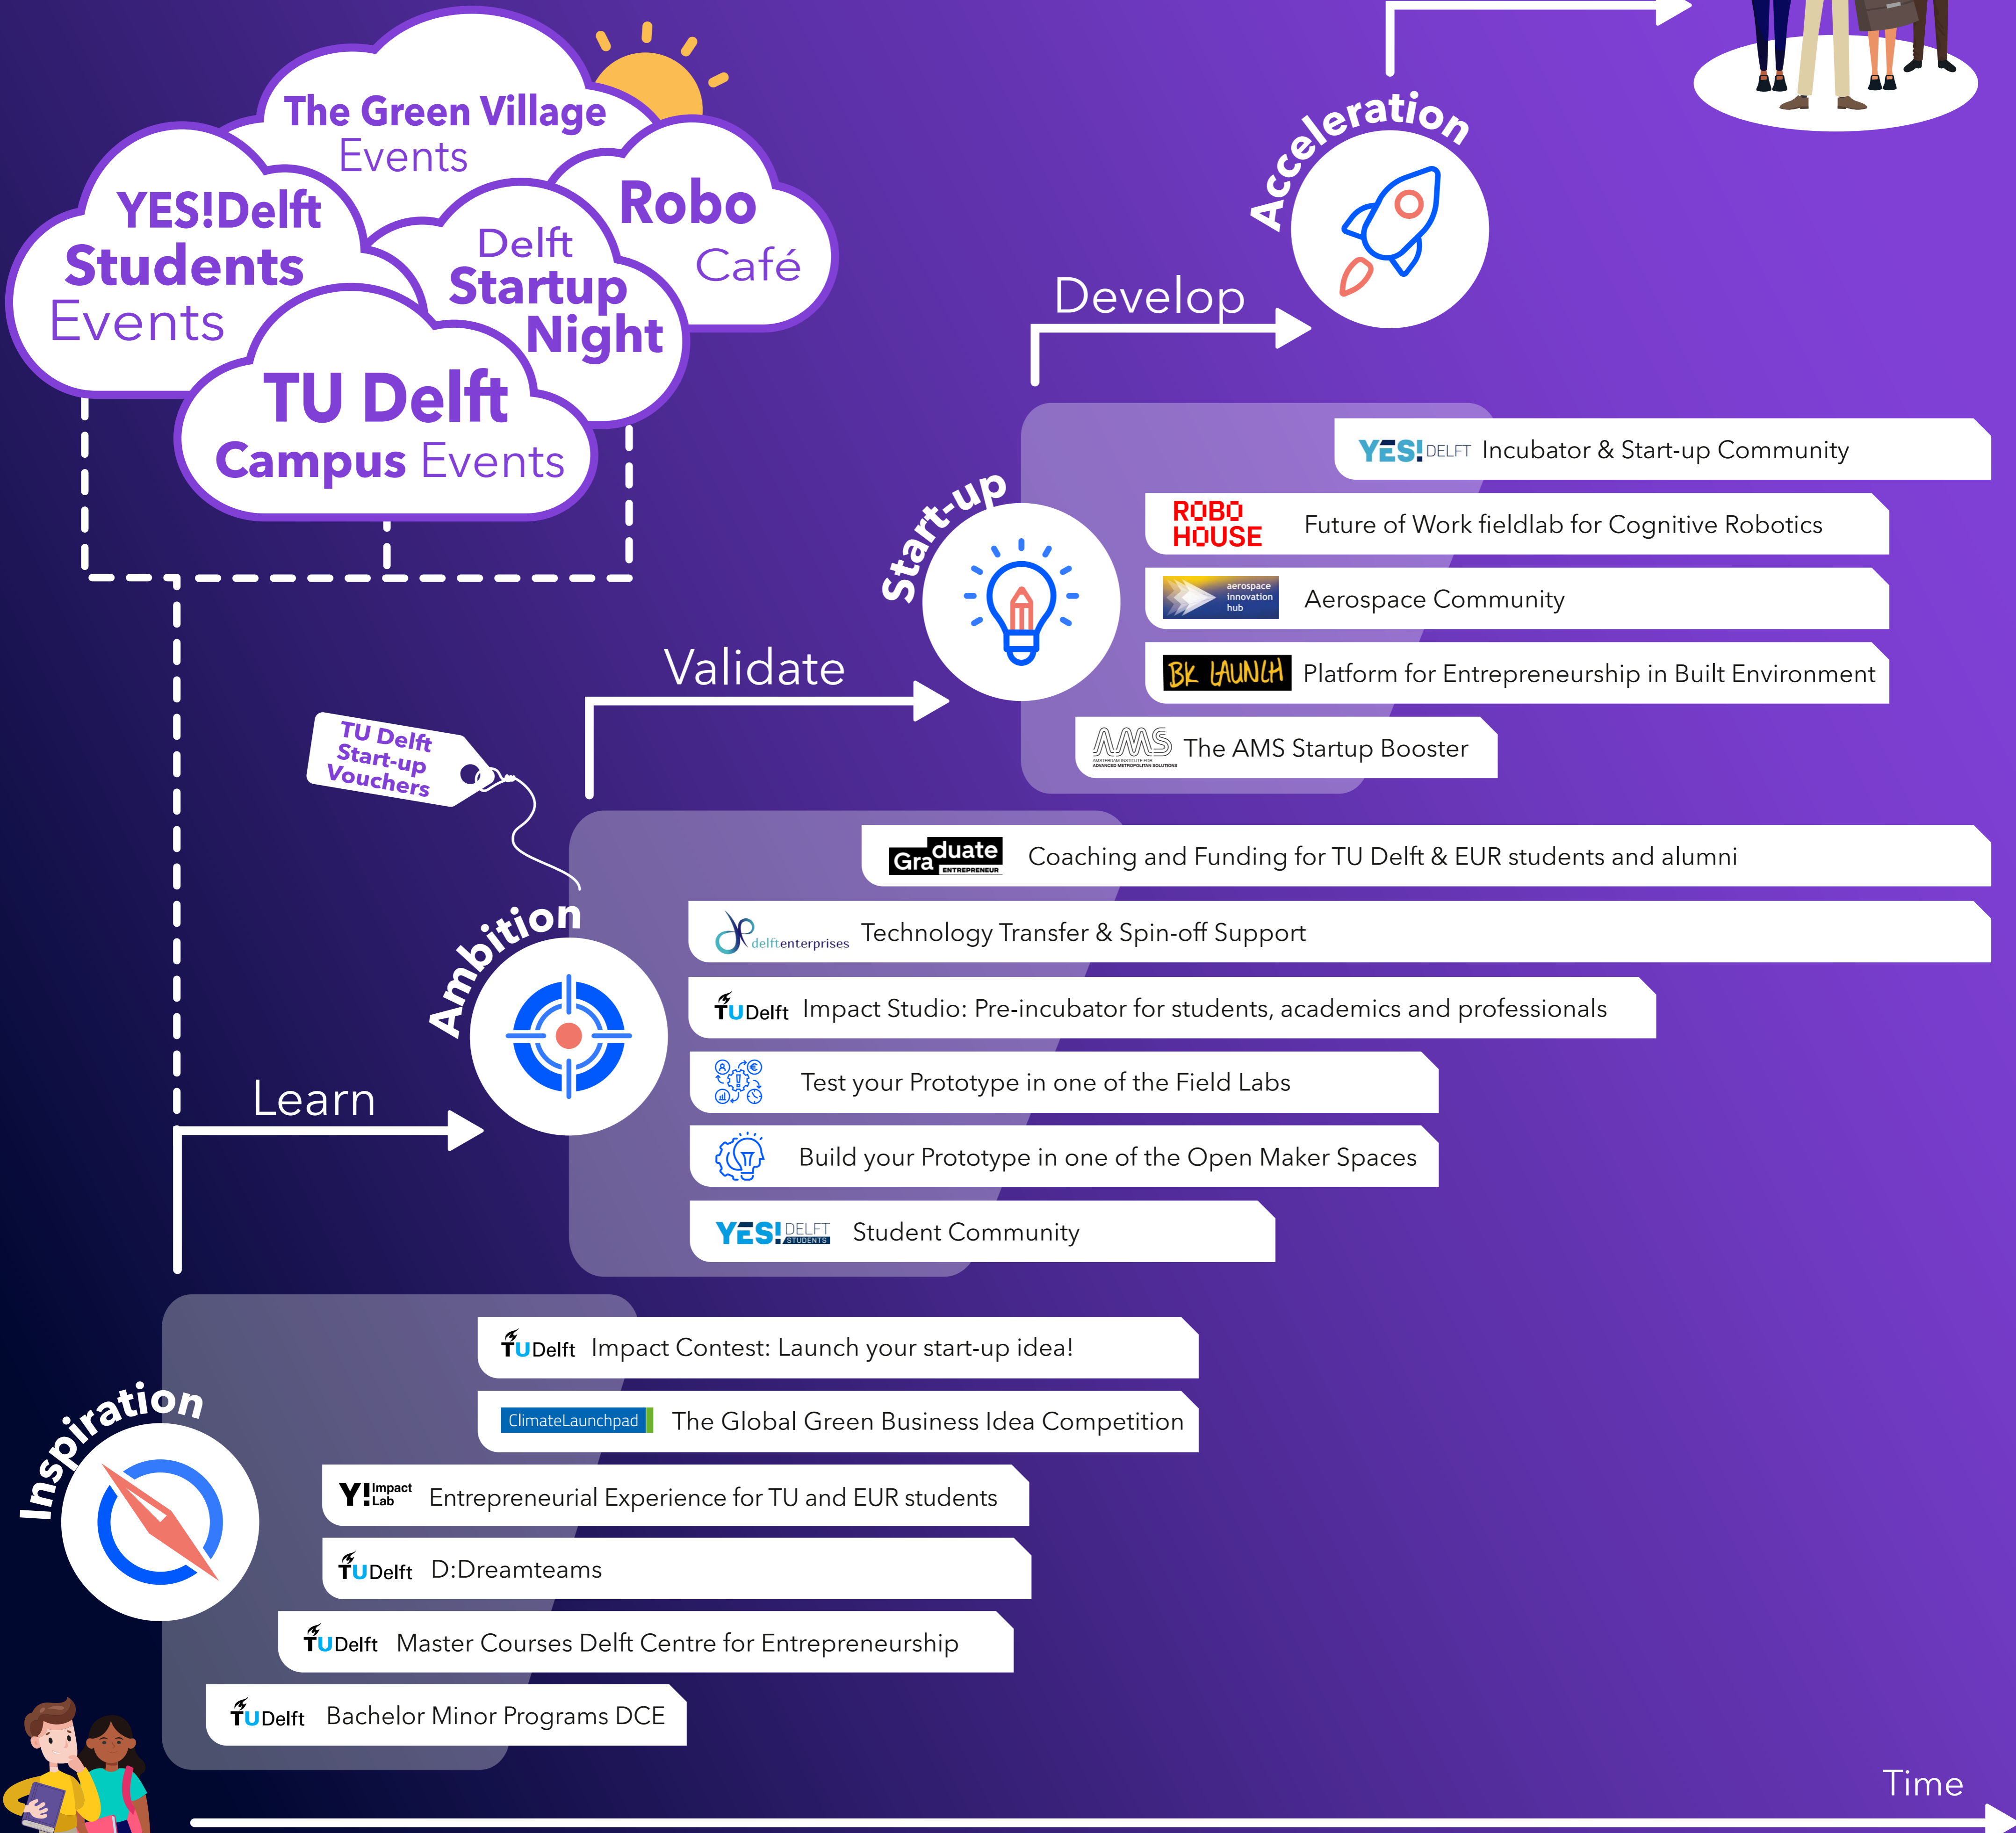 The Green Village
Events
YES!Delft
Students
Events
Robo
Café
Delft
Startup
Night
TU Delft
Campus Events
Acceleration
Develop
Start-up
YES! DELFT Incubator & Start-up Community
ROBO
HOUSE
Future of Work fieldlab for Cognitive Robotics
aerospace
innovation
hub
Aerospace Community
BK LAUNCH Platform for Entrepreneurship in Built Environment
AMS
AMSTERDAM INSTITUTE FOR
ADVANCED METROPOLITAN SOLUTIONS
The AMS Startup Booster
Validate
TU Delft
Start-up
Vouchers
Ambition
Graduate
ENTREPRENEUR
Coaching and Funding for TU Delft & EUR students and alumni
delftenterprises Technology Transfer & Spin-off Support
TU Delft Impact Studio: Pre-incubator for students, academics and professionals
Test your Prototype in one of the Field Labs
Build your Prototype in one of the Open Maker Spaces
YES! DELFT
STUDENTS
Student Community
Learn
Inspiration
TU Delft Impact Contest: Launch your start-up idea!
ClimateLaunchpad The Global Green Business Idea Competition
Y! Impact
Lab
Entrepreneurial Experience for TU and EUR students
TU Delft D:Dreamteams
TU Delft Master Courses Delft Centre for Entrepreneurship
TU Delft Bachelor Minor Programs DCE
Time